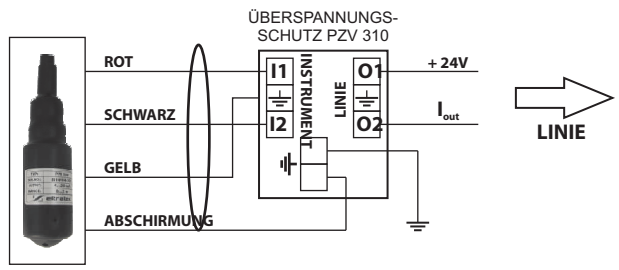 ÜBERSPANNUNGS-
SCHUTZ PZV 310
ROT
I1
INSTRUMENT
LINIE
O1
+ 24V
SCHWARZ
I2
O2
Iout
LINIE
GELB
ABSCHIRMUNG